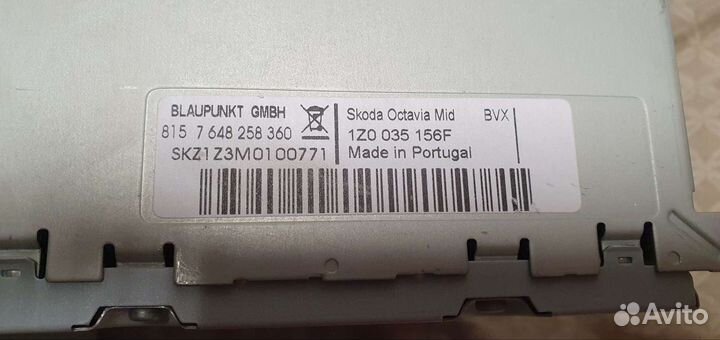 BLAUPUNKT GMBH
815 7 648 258 360
SKZ1Z3M0100771
Skoda Octavia Mid BVX
1Z0 035 156F
Made in Portugal
Avito